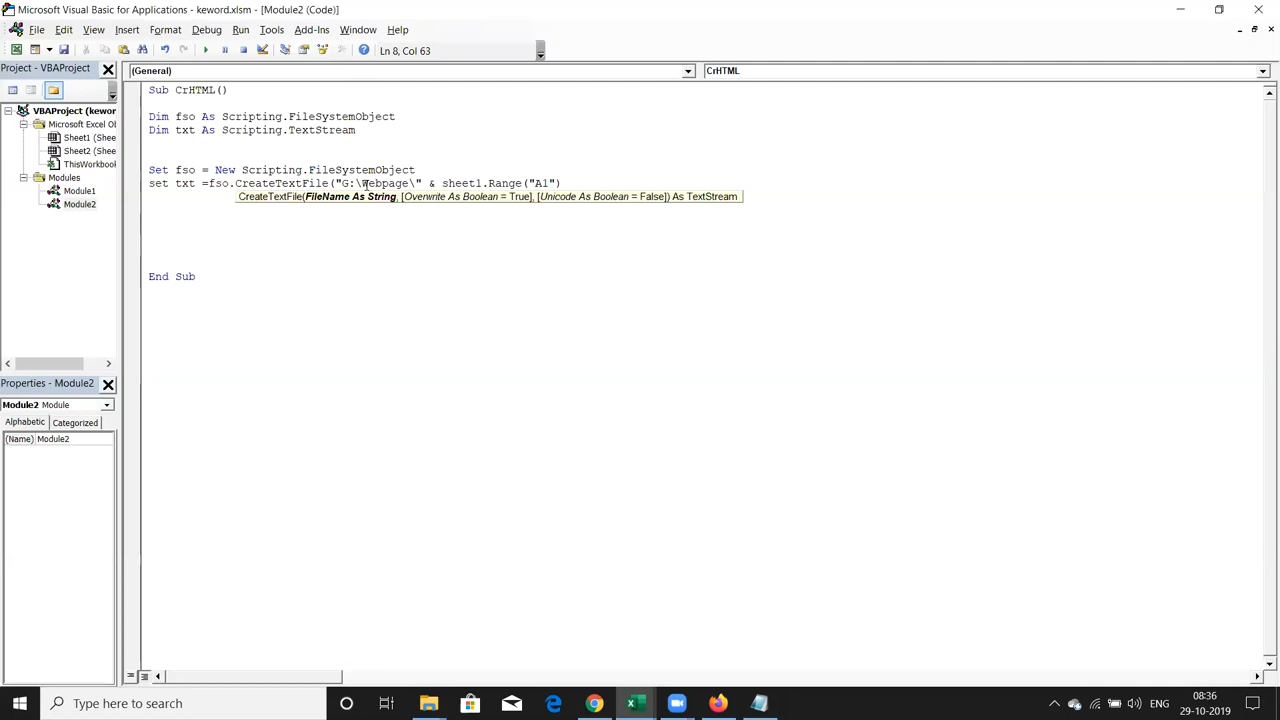 Microsoft Visual Basic for Applications - keword.xlsm - [Module2 (Code)]
File Edit View Insert Format Debug Run Tools Add-Ins Window Help
Ln 8, Col 63
Project - VBAProject
(General)
CrHTML
VBAProject (kewor
Microsoft Excel Ob
Sheet1 (Shee
Sheet2 (Shee
ThisWorkbook
Modules
Module1
Module2
Sub CrHTML()
Dim fso As Scripting.FileSystemObject
Dim txt As Scripting.TextStream
Set fso = New Scripting.FileSystemObject
set txt =fso.CreateTextFile("G:\Webpage\" & sheet1.Range("A1")
CreateTextFile(FileName As String, [Overwrite As Boolean = True], [Unicode As Boolean = False]) As TextStream
End Sub
Properties - Module2
Module2 Module
Alphabetic Categorized
(Name) Module2
Type here to search
ENG
08:36
29-10-2019